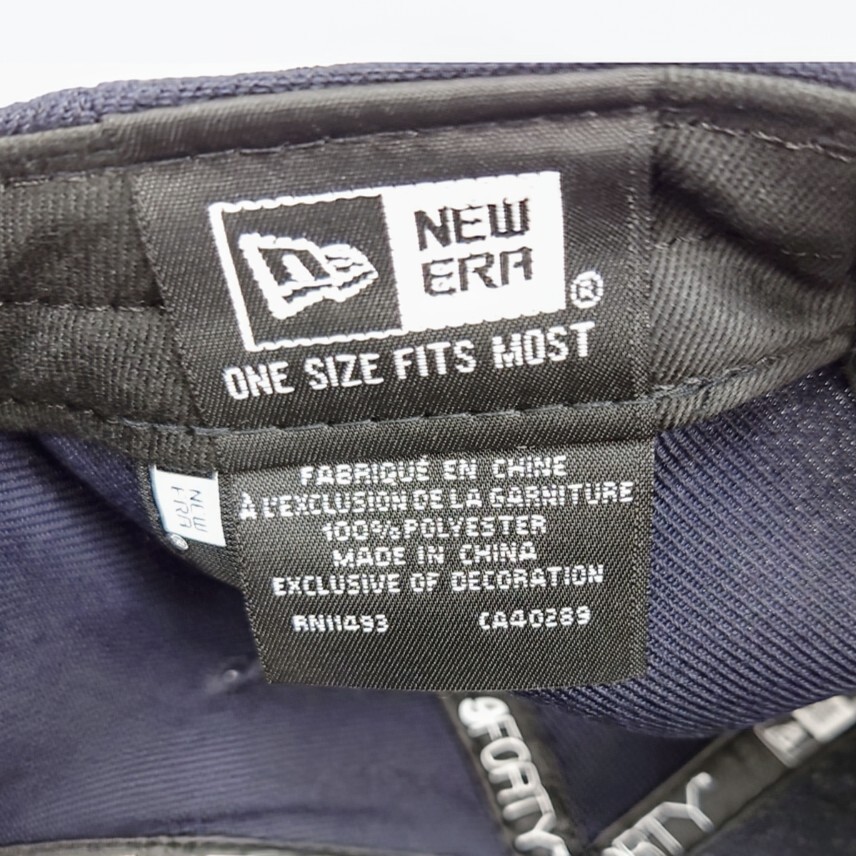 NEW
ERA
®
ONE SIZE FITS MOST
FABRIQUÉ EN CHINE
À L'EXCLUSION DE LA GARNITURE
100% POLYESTER
MADE IN CHINA
EXCLUSIVE OF DECORATION
RN11493 CA40289
NEW
ERA
9FORTY
RTY